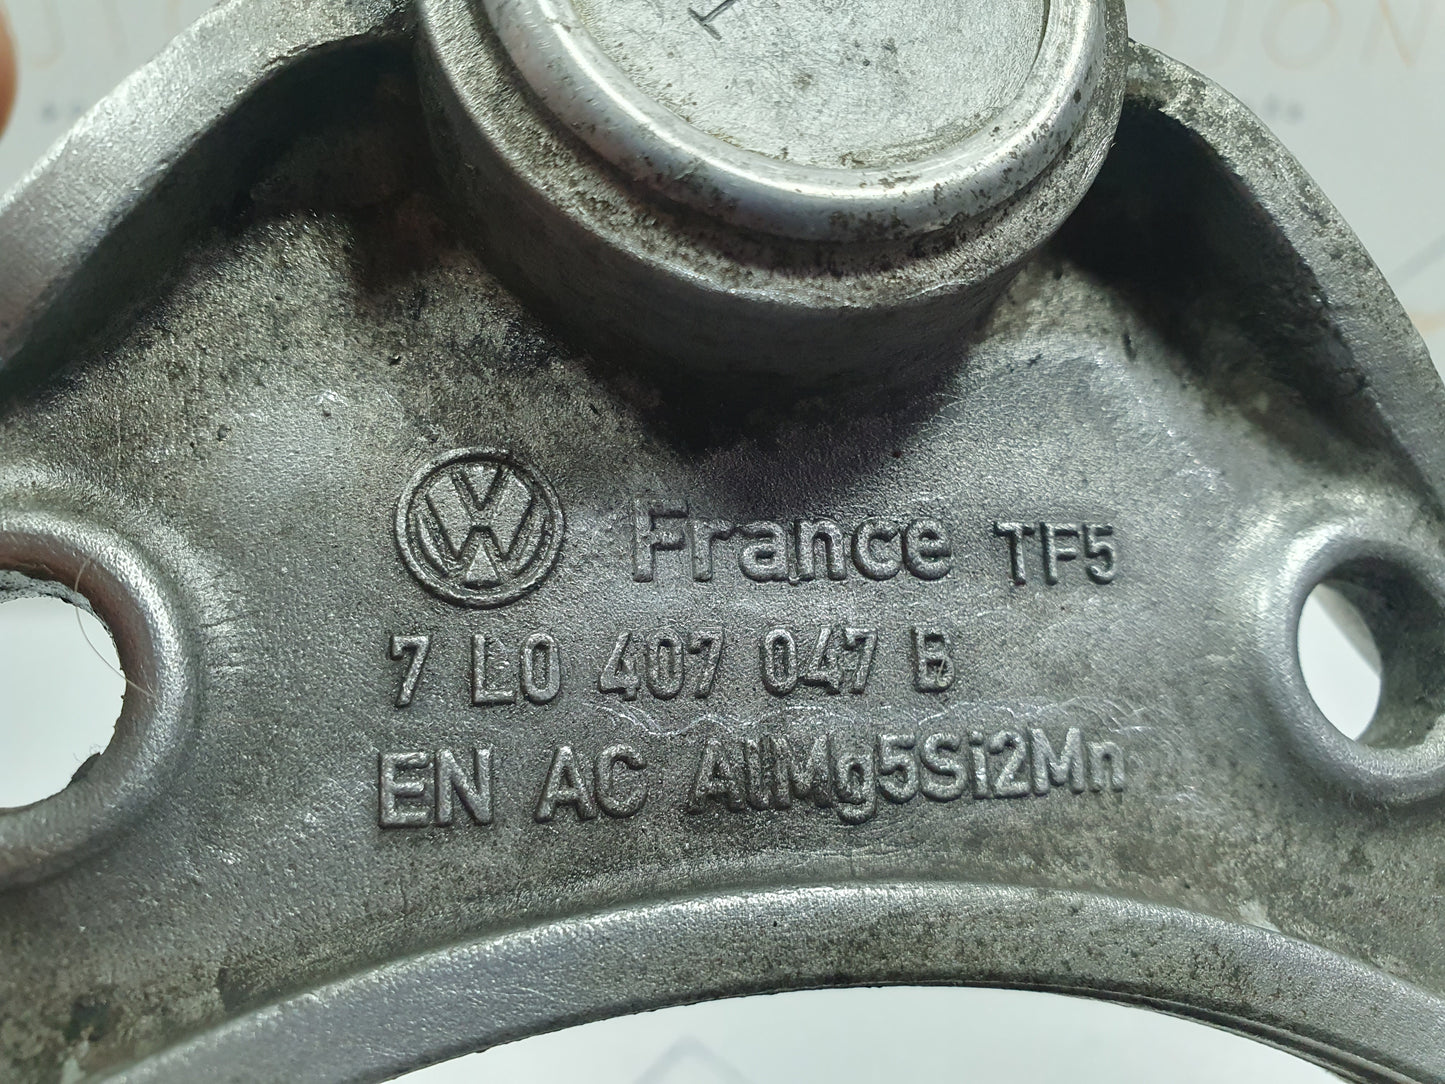 France TF5
7 L0 407 047 B
EN AC AlMg5Si2Mn